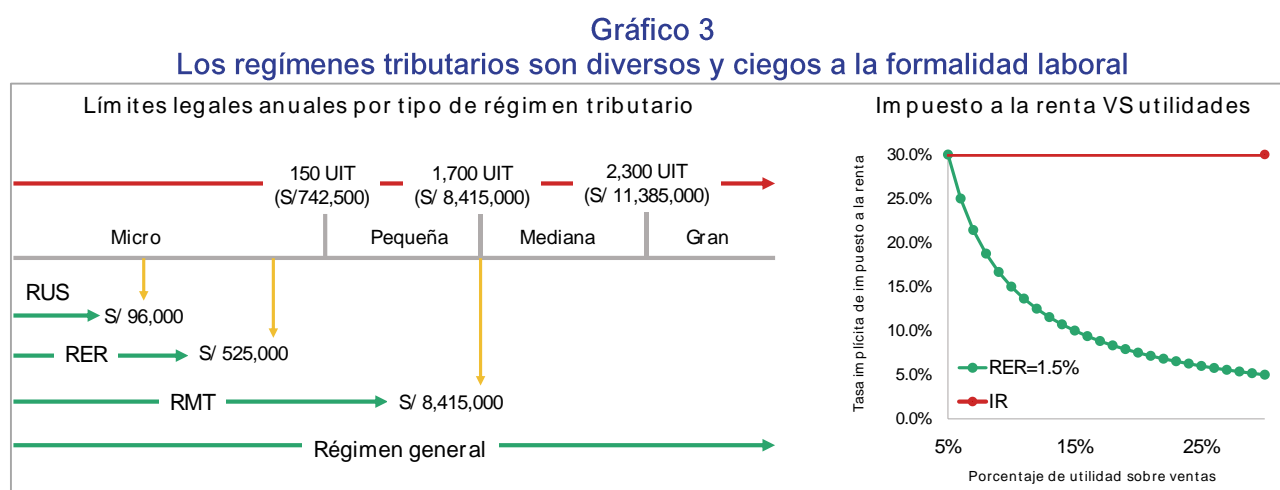 Gráfico 3
Los regímenes tributarios son diversos y ciegos a la formalidad laboral
Límites legales anuales por tipo de régimen tributario
150 UIT
(S/742,500)
1,700 UIT
(S/ 8,415,000)
2,300 UIT
(S/ 11,385,000)
Micro
Pequeña
Mediana
Gran
RUS
S/ 96,000
RER
S/ 525,000
RMT
S/ 8,415,000
Régimen general
Impuesto a la renta VS utilidades
Tasa implícita de impuesto a la renta
30.0%
25.0%
20.0%
15.0%
10.0%
5.0%
0.0%
RER=1.5%
IR
5%
15%
25%
Porcentaje de utilidad sobre ventas